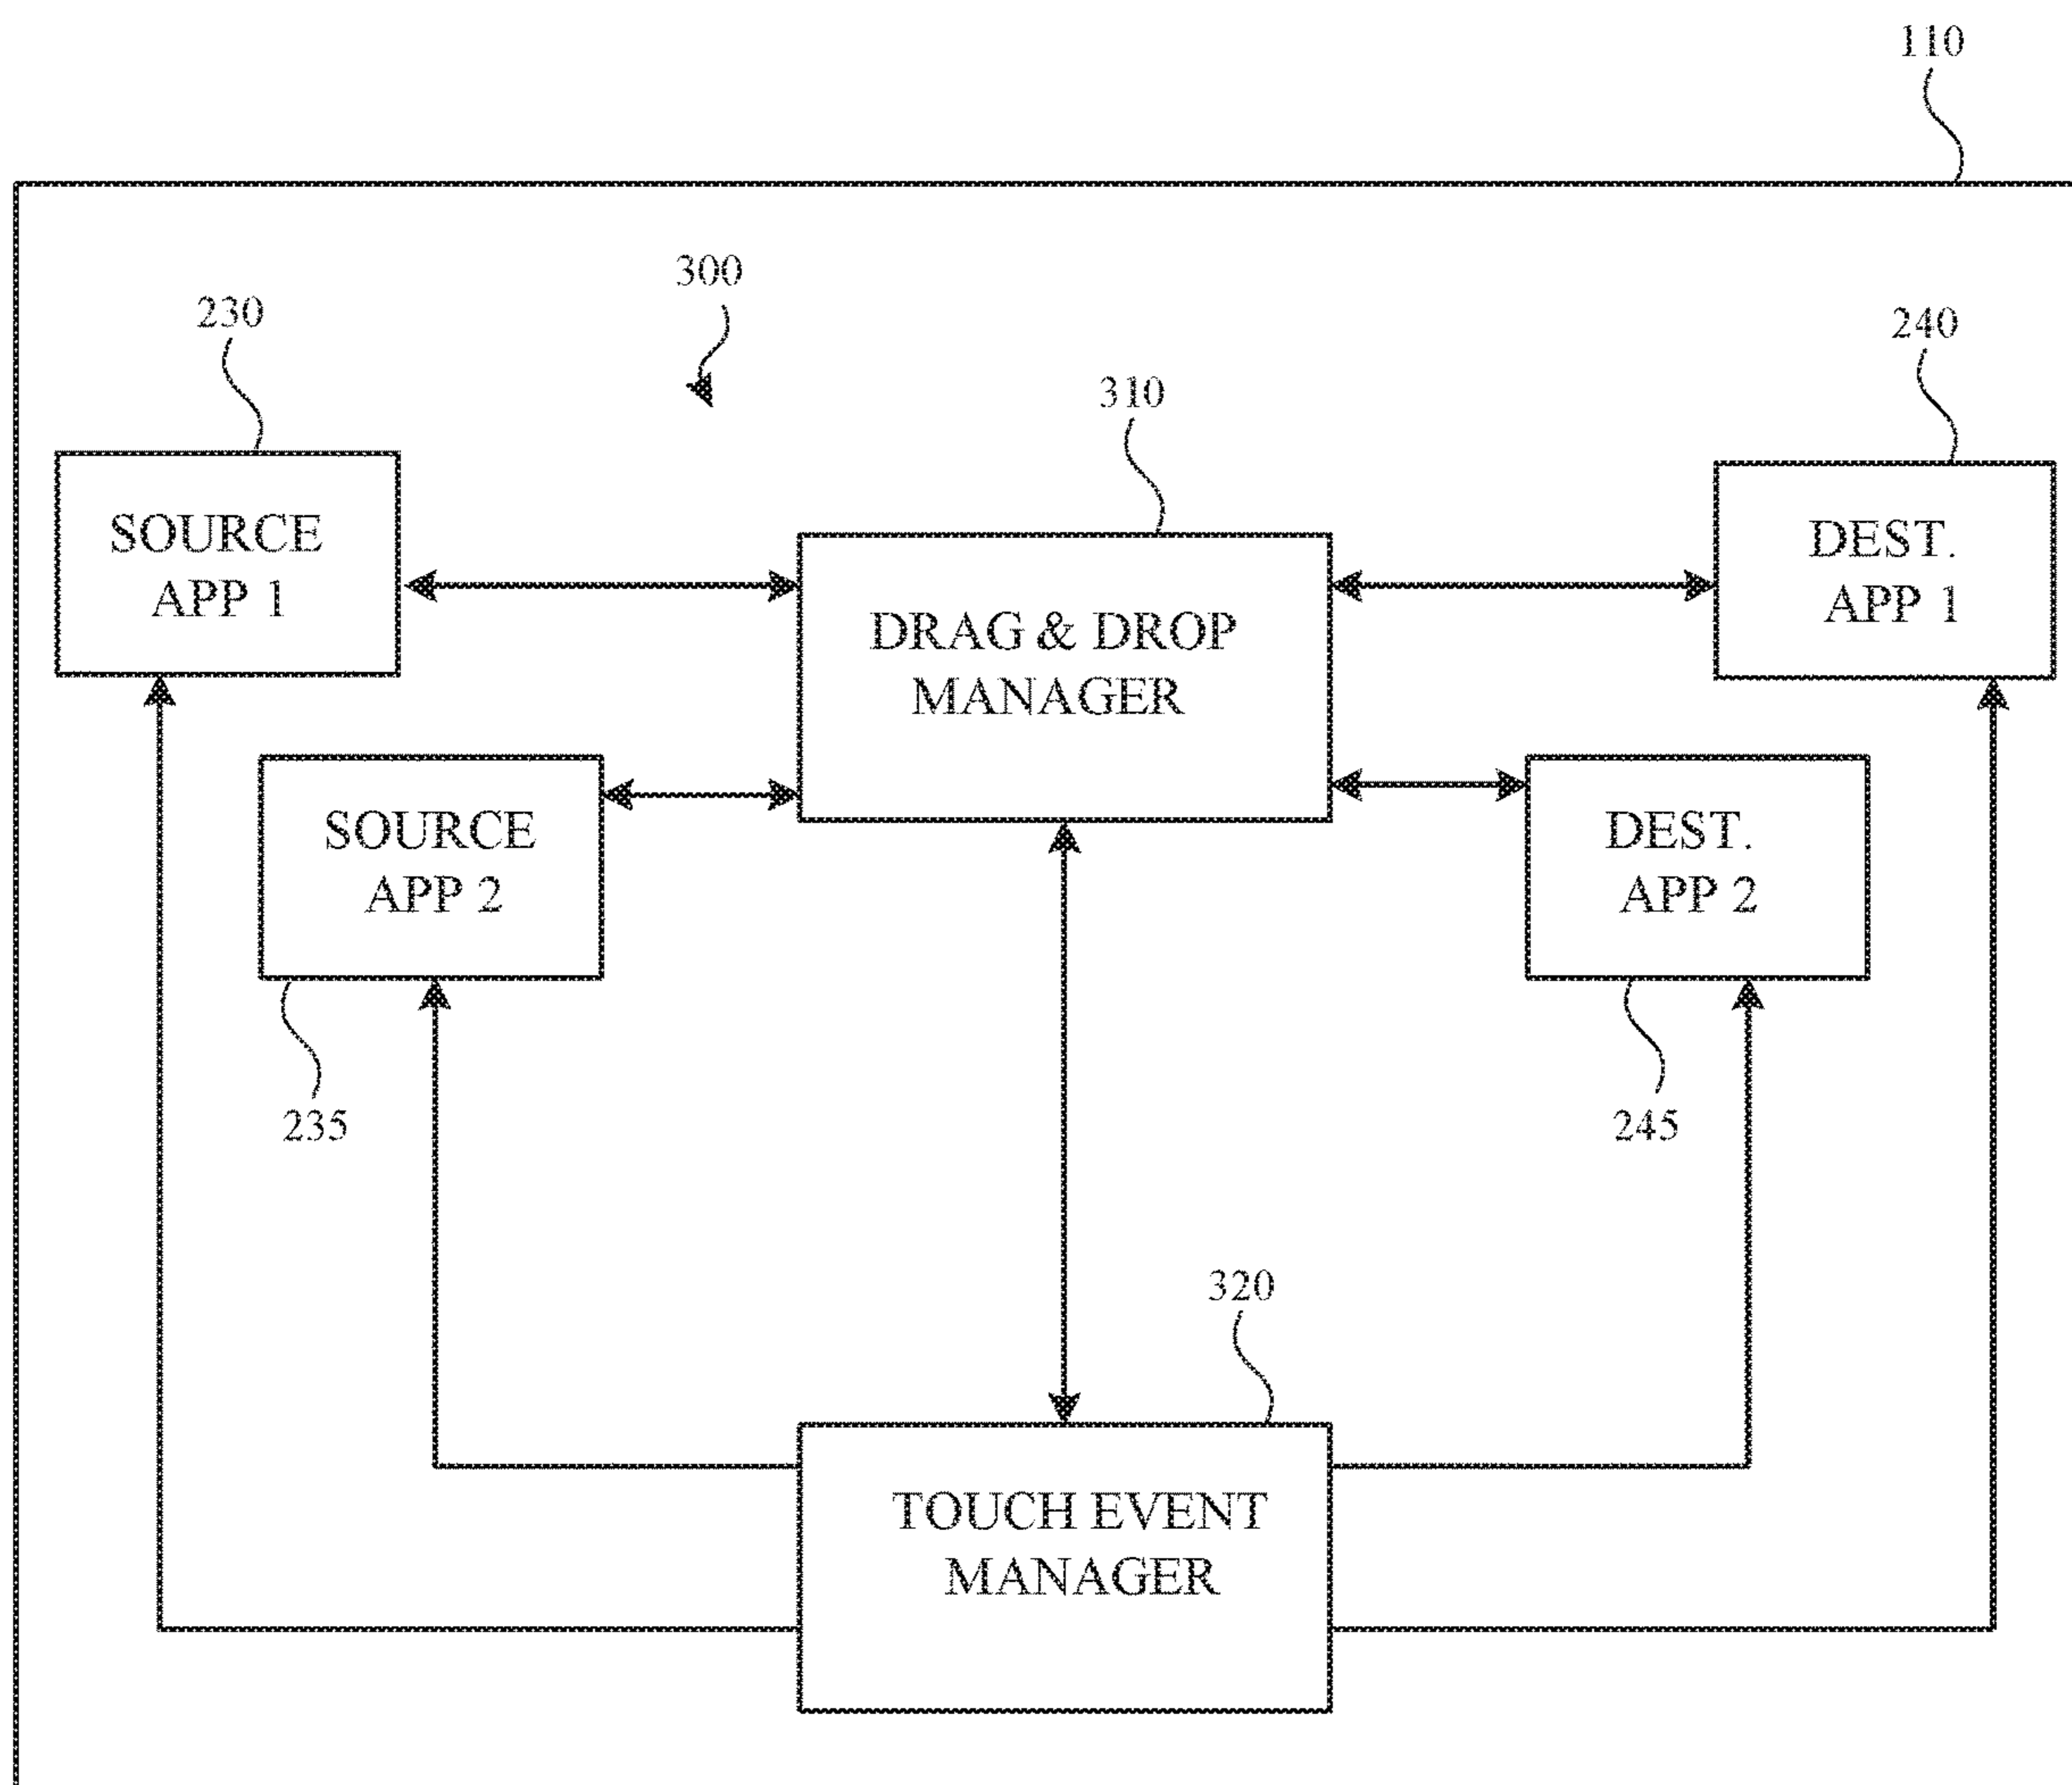 110
300
230
240
310
SOURCE
APP 1
DEST.
APP 1
DRAG & DROP
MANAGER
SOURCE
APP 2
DEST.
APP 2
235
245
320
TOUCH EVENT
MANAGER